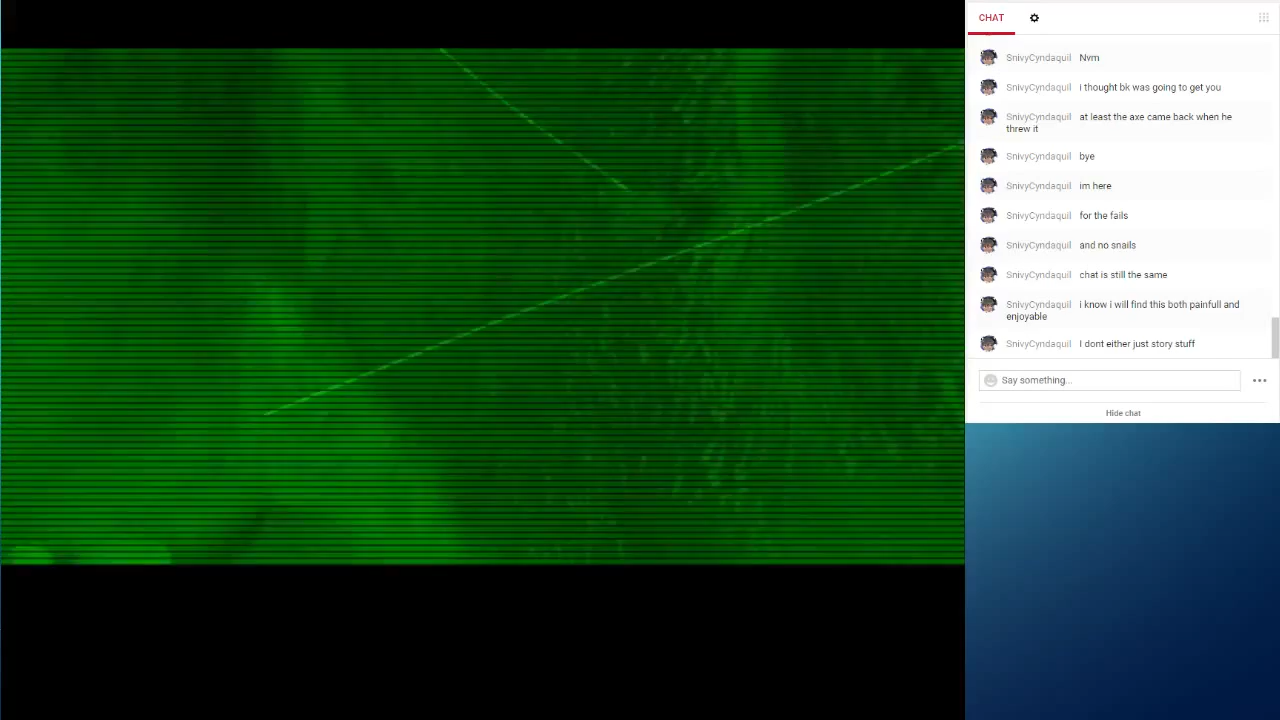 CHAT
SnivyCyndaquil Nvm
SnivyCyndaquil I thought bk was going to get you
SnivyCyndaquil at least the axe came back when he
threw it
SnivyCyndaquil bye
SnivyCyndaquil im here
SnivyCyndaquil for the fails
SnivyCyndaquil and no snails
SnivyCyndaquil chat is still the same
SnivyCyndaquil i know i will find this both painfull and
enjoyable
SnivyCyndaquil I dont either just story stuff
Say something...
Hide chat